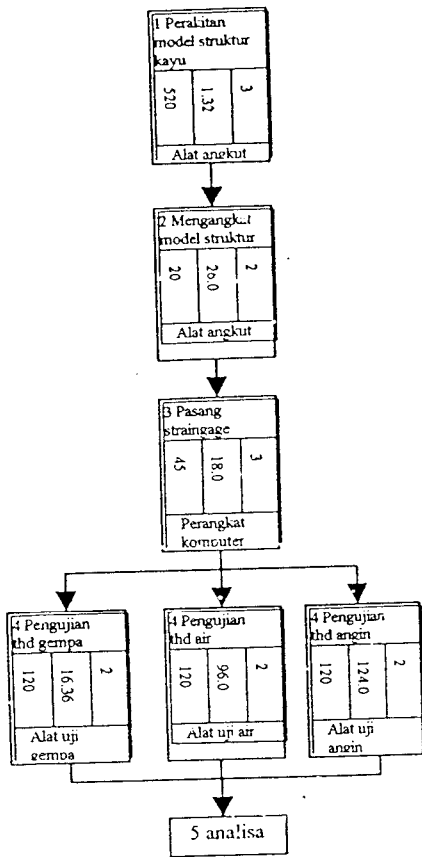 1 Perakitan
model struktur
kayu
520
1.32
3
Alat angkut
2 Mengangkut
model struktur
20
26.0
2
Alat angkut
3 Pasang
straingage
45
18.0
3
Perangkat
komputer
4 Pengujian
thd gempa
120
16.36
2
Alat uji
gempa
4 Pengujian
thd air
120
96.0
2
Alat uji air
4 Pengujian
thd angin
120
124.0
2
Alat uji
angin
5 analisa